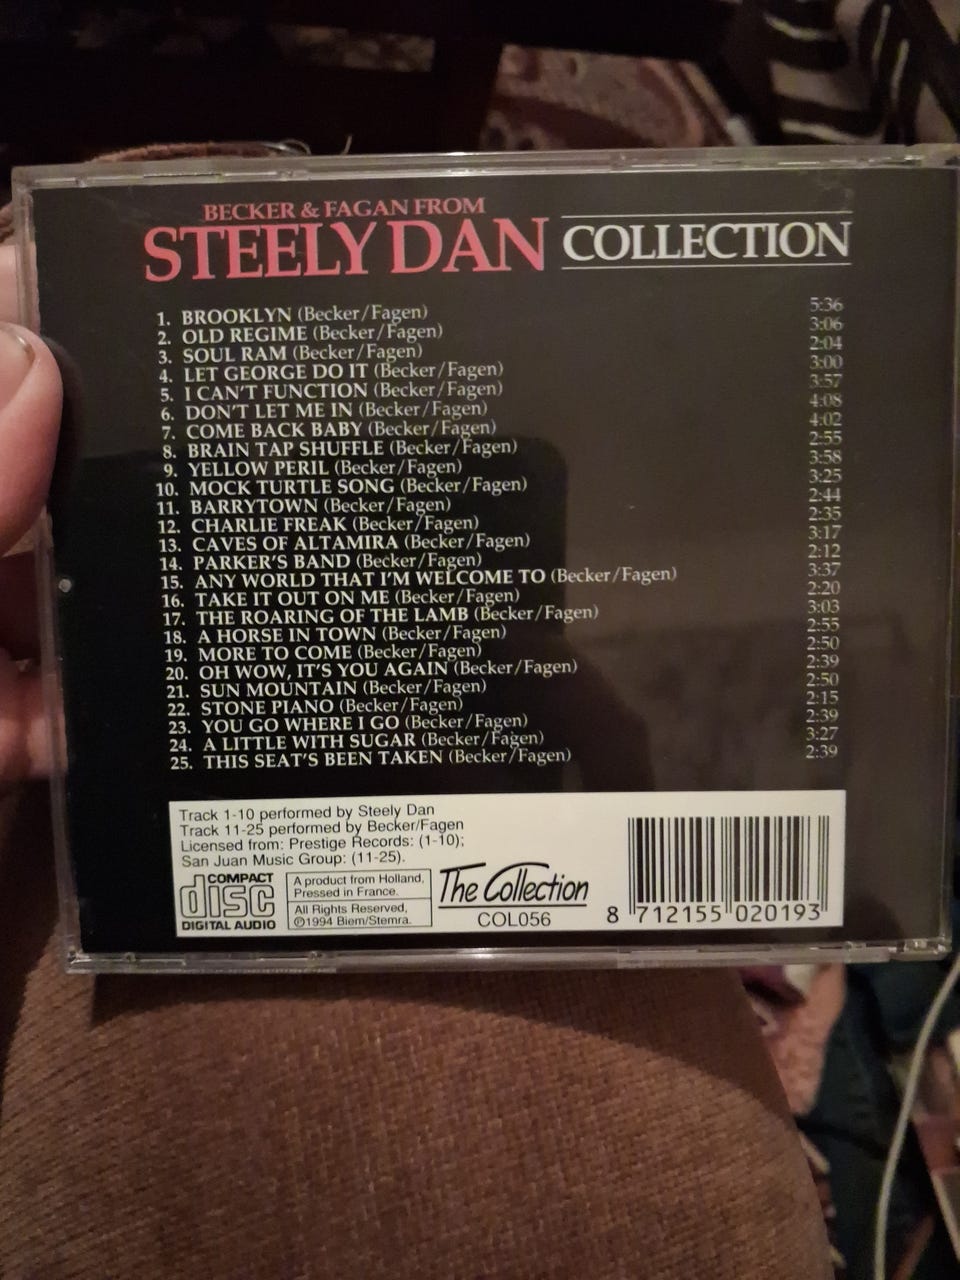 BECKER & FAGAN FROM
STEELY DAN COLLECTION
1. BROOKLYN (Becker/Fagen) 5:36
2. OLD REGIME (Becker/Fagen) 3:06
3. SOUL RAM (Becker/Fagen) 2:04
4. LET GEORGE DO IT (Becker/Fagen) 3:00
5. I CAN'T FUNCTION (Becker/Fagen) 3:57
6. DON'T LET ME IN (Becker/Fagen) 4:08
7. COME BACK BABY (Becker/Fagen) 4:02
8. BRAIN TAP SHUFFLE (Becker/Fagen) 2:55
9. YELLOW PERIL (Becker/Fagen) 3:58
10. MOCK TURTLE SONG (Becker/Fagen) 3:25
11. BARRYTOWN (Becker/Fagen) 2:44
12. CHARLIE FREAK (Becker/Fagen) 2:35
13. CAVES OF ALTAMIRA (Becker/Fagen) 3:17
14. PARKER'S BAND (Becker/Fagen) 2:12
15. ANY WORLD THAT I'M WELCOME TO (Becker/Fagen) 3:37
16. TAKE IT OUT ON ME (Becker/Fagen) 2:20
17. THE ROARING OF THE LAMB (Becker/Fagen) 3:03
18. A HORSE IN TOWN (Becker/Fagen) 2:55
19. MORE TO COME (Becker/Fagen) 2:50
20. OH WOW, IT'S YOU AGAIN (Becker/Fagen) 2:39
21. SUN MOUNTAIN (Becker/Fagen) 2:50
22. STONE PIANO (Becker/Fagen) 2:15
23. YOU GO WHERE I GO (Becker/Fagen) 2:39
24. A LITTLE WITH SUGAR (Becker/Fagen) 3:27
25. THIS SEAT'S BEEN TAKEN (Becker/Fagen) 2:39
Track 1-10 performed by Steely Dan
Track 11-25 performed by Becker/Fagen
Licensed from: Prestige Records: (1-10);
San Juan Music Group: (11-25).
COMPACT
disc
DIGITAL AUDIO
A product from Holland,
Pressed in France.
All Rights Reserved,
©1994 Biem/Stemra.
The Collection
COL056
8 712155 020193